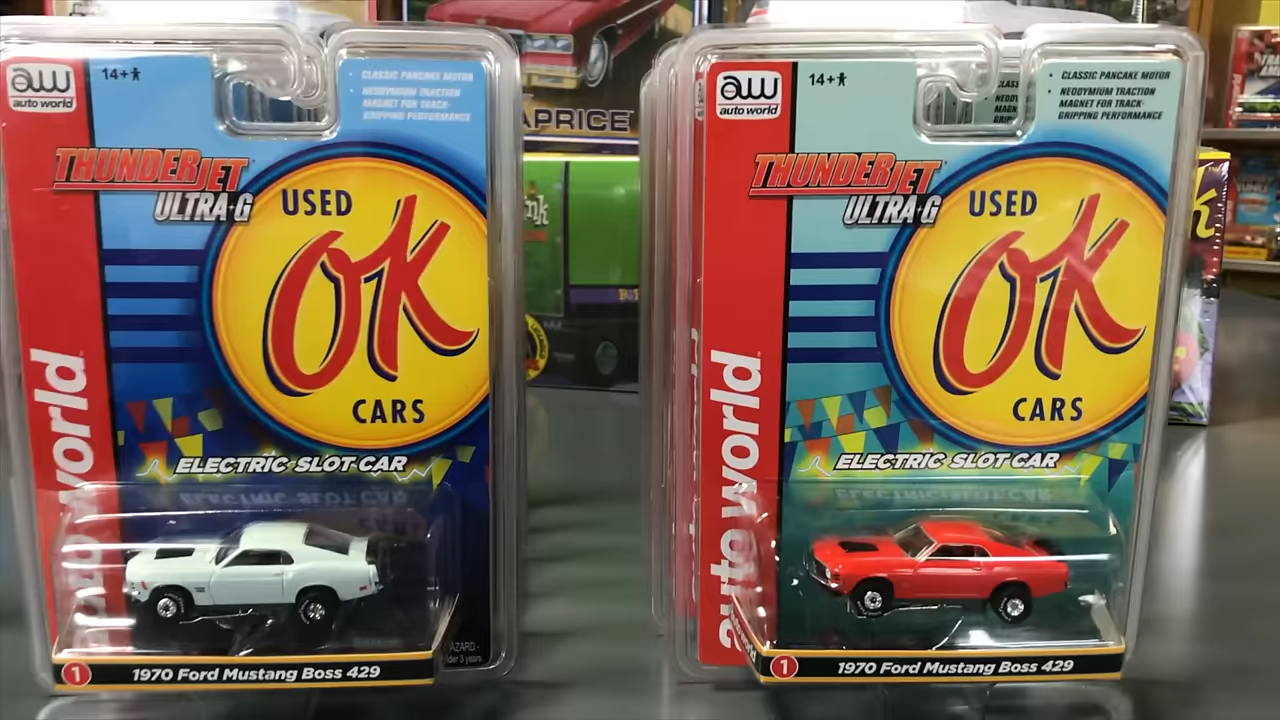 aw
auto world
14+
• CLASSIC PANCAKE MOTOR
• NEODYMIUM TRACTION
MAGNET FOR TRACK-
GRIPPING PERFORMANCE
THUNDERJET
ULTRA-G
USED
OK
CARS
auto world
ELECTRIC SLOT CAR
1
1970 Ford Mustang Boss 429
APRICE
aw
auto world
14+
• CLASSIC PANCAKE MOTOR
• NEODYMIUM TRACTION
MAGNET FOR TRACK-
GRIPPING PERFORMANCE
THUNDERJET
ULTRA-G
USED
OK
CARS
auto world
ELECTRIC SLOT CAR
1
1970 Ford Mustang Boss 429